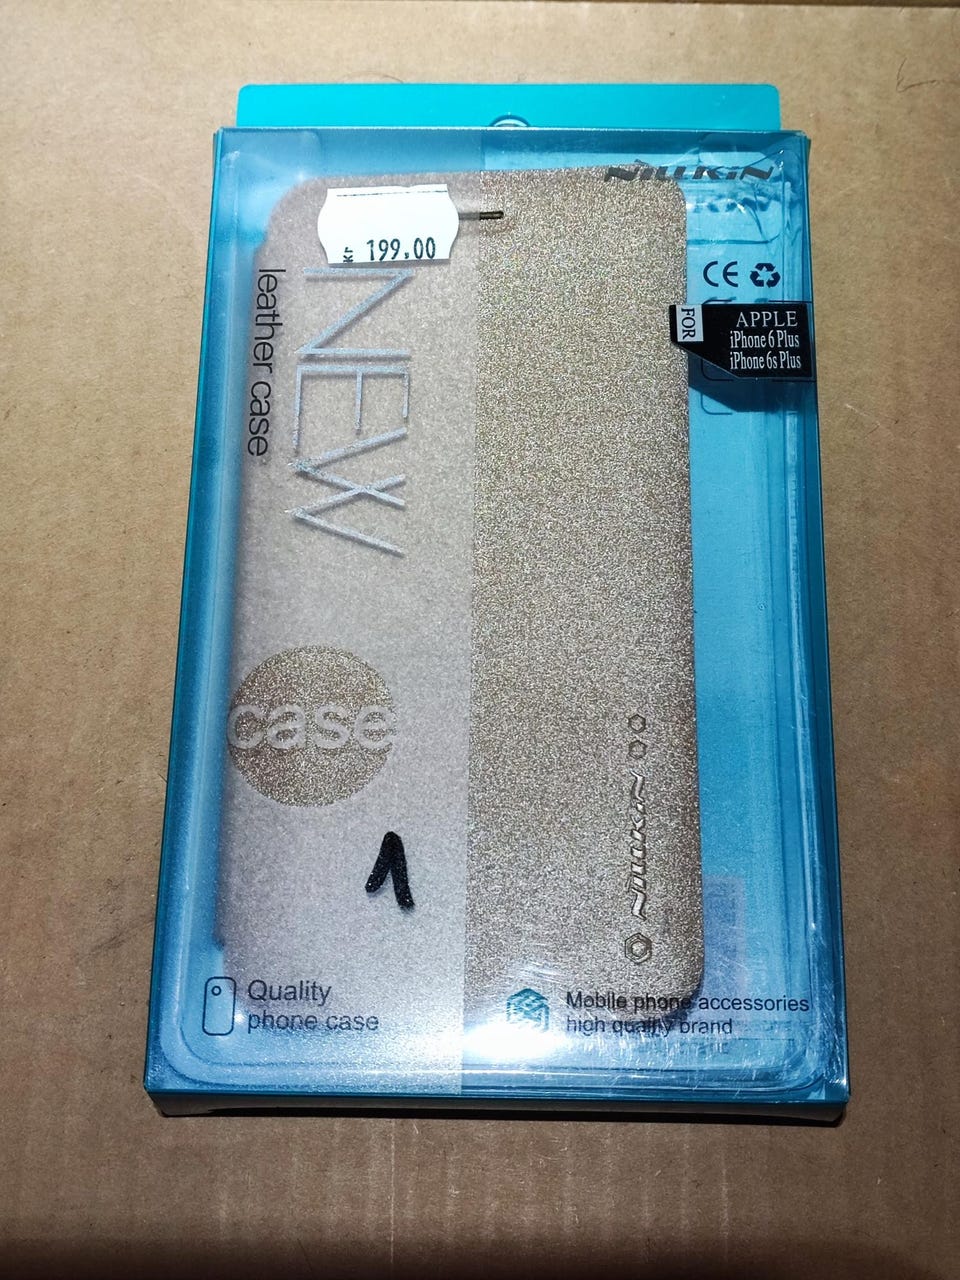 NILLKIN
kr 199,00
CE
FOR
APPLE
iPhone 6 Plus
iPhone 6s Plus
leather case
NEW
case
1
NILLKIN
Quality
phone case
Mobile phone accessories
high quality brand